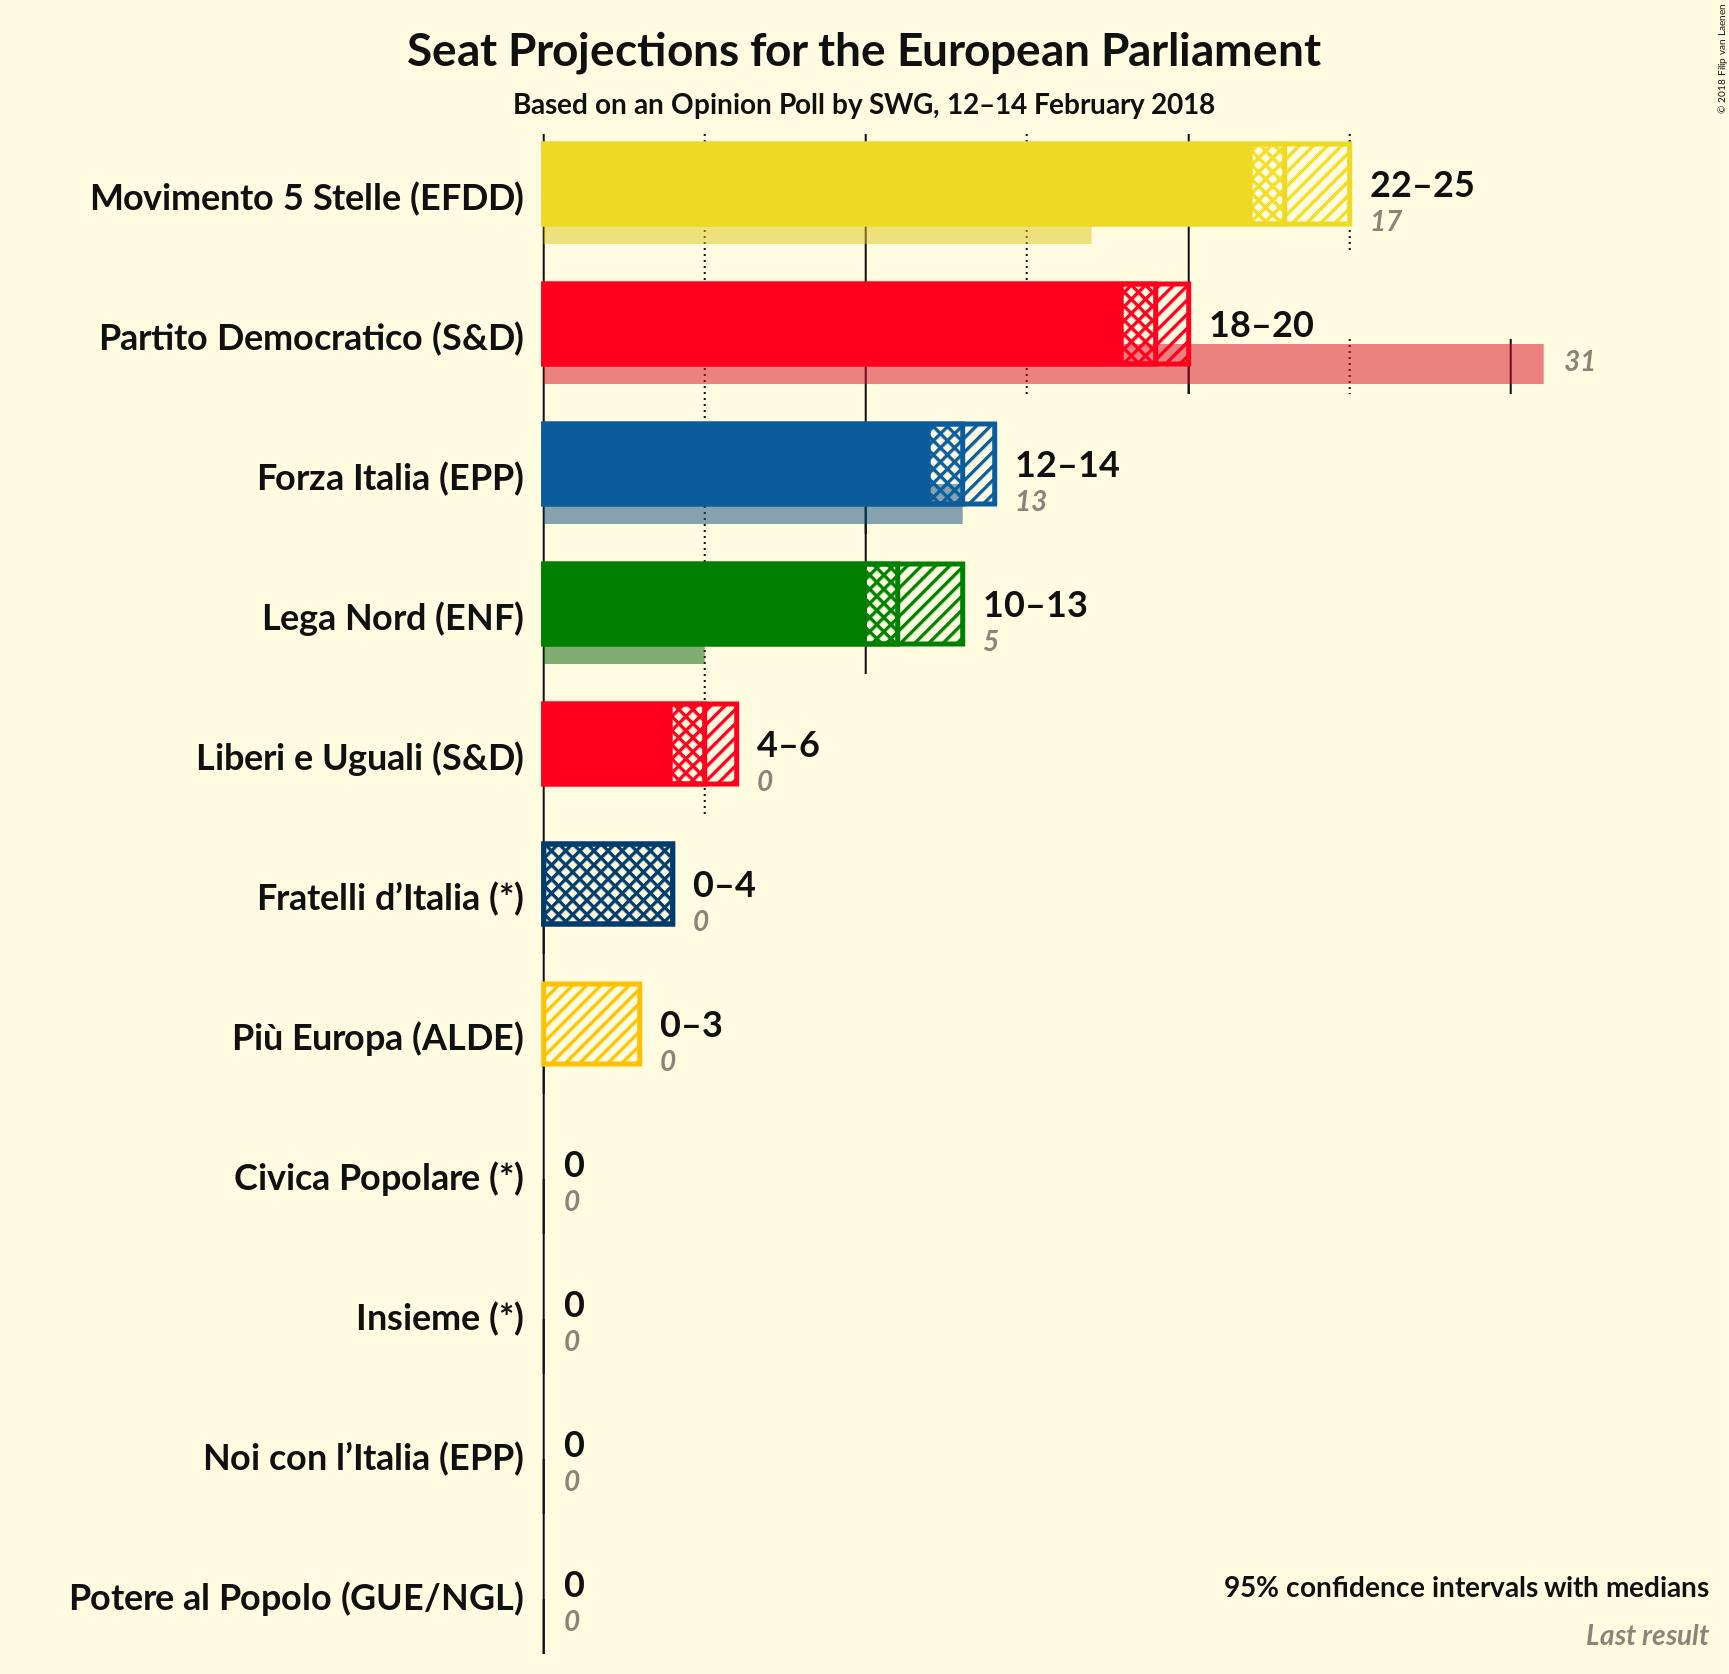 Seat Projections for the European Parliament
Based on an Opinion Poll by SWG, 12–14 February 2018
© 2018 Filip van Laenen
Movimento 5 Stelle (EFDD)
22–25
17
Partito Democratico (S&D)
18–20
31
Forza Italia (EPP)
12–14
13
Lega Nord (ENF)
10–13
5
Liberi e Uguali (S&D)
4–6
0
Fratelli d’Italia (*)
0–4
0
Più Europa (ALDE)
0–3
0
Civica Popolare (*)
0
0
Insieme (*)
0
0
Noi con l’Italia (EPP)
0
0
Potere al Popolo (GUE/NGL)
0
0
95% confidence intervals with medians
Last result